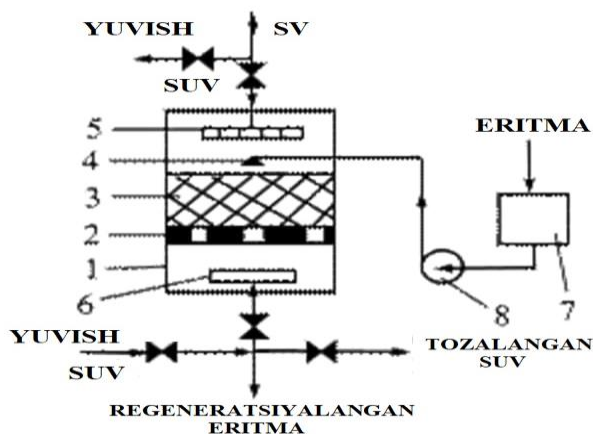 YUVISH
SV
SUV
5
4
3
2
1
6
ERITMA
8
7
YUVISH
SUV
TOZALANGAN
SUV
REGENERATSIYALANGAN
ERITMA